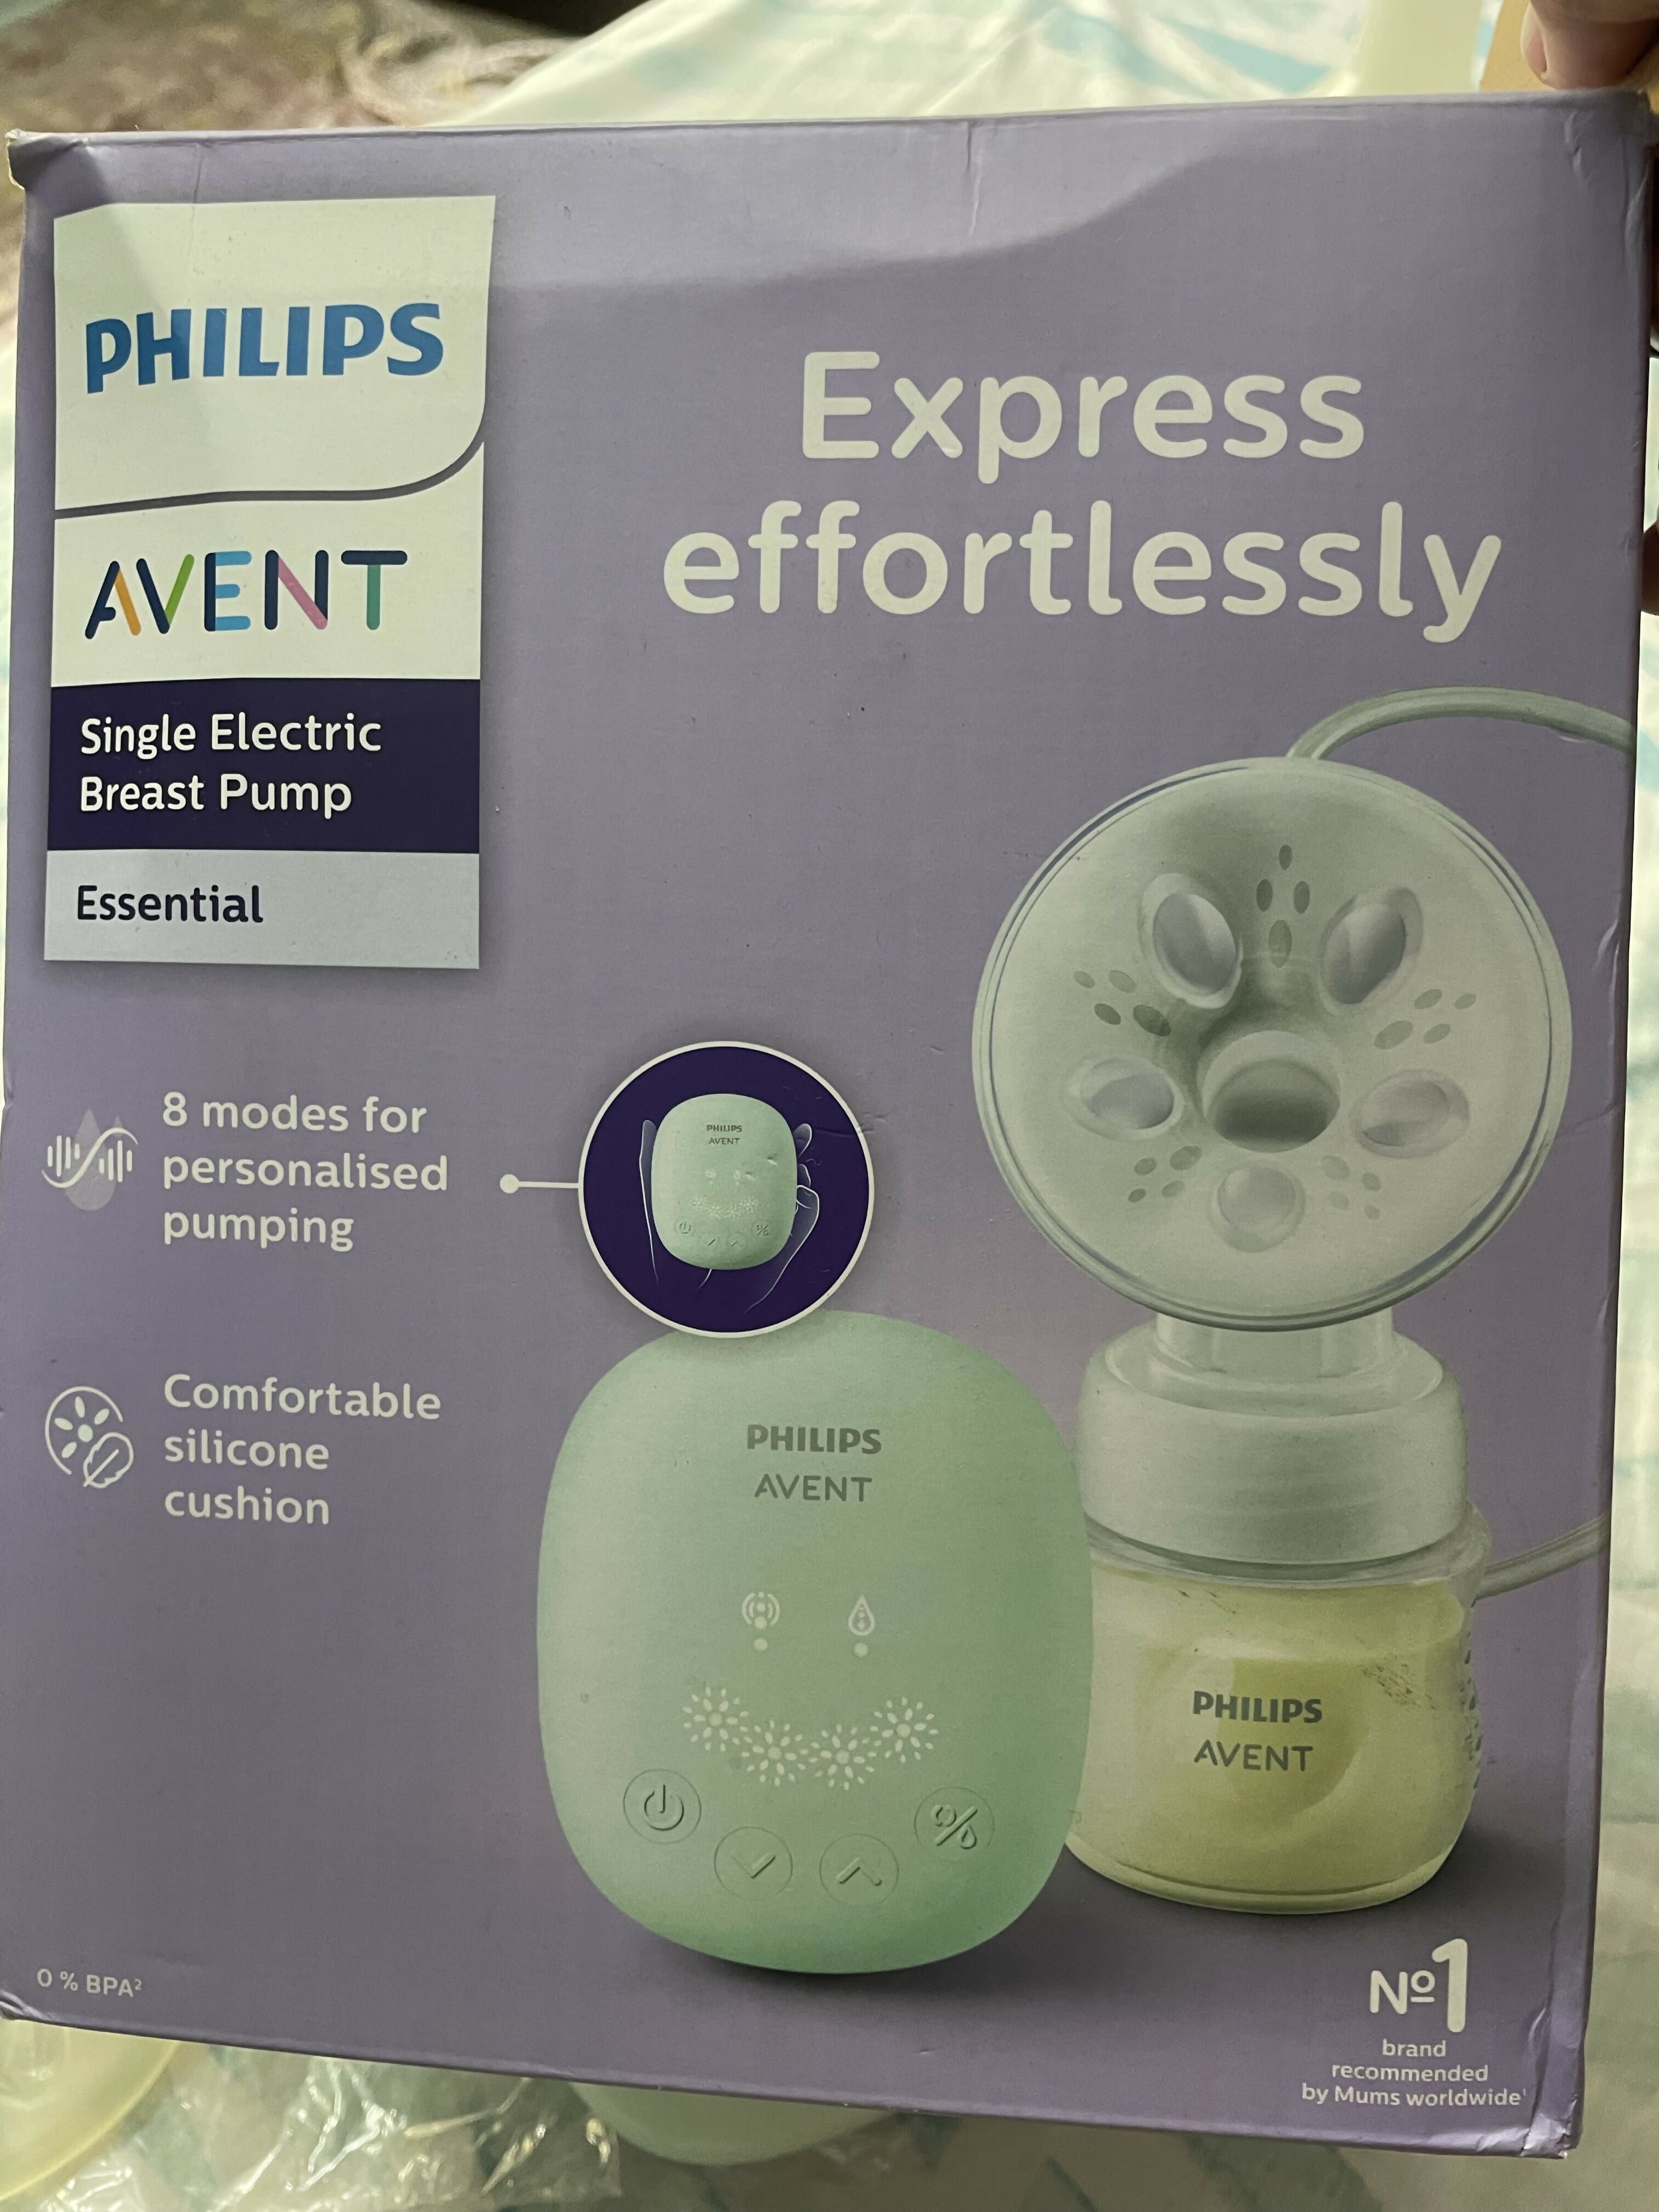 PHILIPS
AVENT
Single Electric
Breast Pump
Essential
Express
effortlessly
8 modes for
personalised
pumping
PHILIPS
AVENT
Comfortable
silicone
cushion
PHILIPS
AVENT
PHILIPS
AVENT
0 % BPA²
Nº1
brand
recommended
by Mums worldwide¹